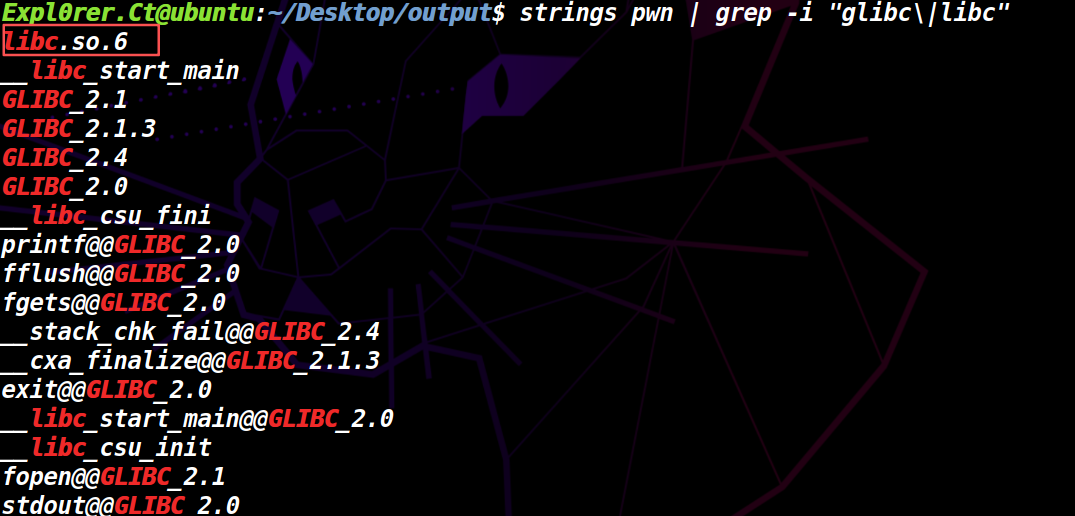 Expl0rer.Ct@ubuntu:~/Desktop/output$ strings pwn | grep -i "glibc\|libc"
libc.so.6
__libc_start_main
GLIBC_2.1
GLIBC_2.1.3
GLIBC_2.4
GLIBC_2.0
__libc_csu_fini
printf@@GLIBC_2.0
fflush@@GLIBC_2.0
fgets@@GLIBC_2.0
__stack_chk_fail@@GLIBC_2.4
__cxa_finalize@@GLIBC_2.1.3
exit@@GLIBC_2.0
__libc_start_main@@GLIBC_2.0
__libc_csu_init
fopen@@GLIBC_2.1
stdout@@GLIBC_2.0